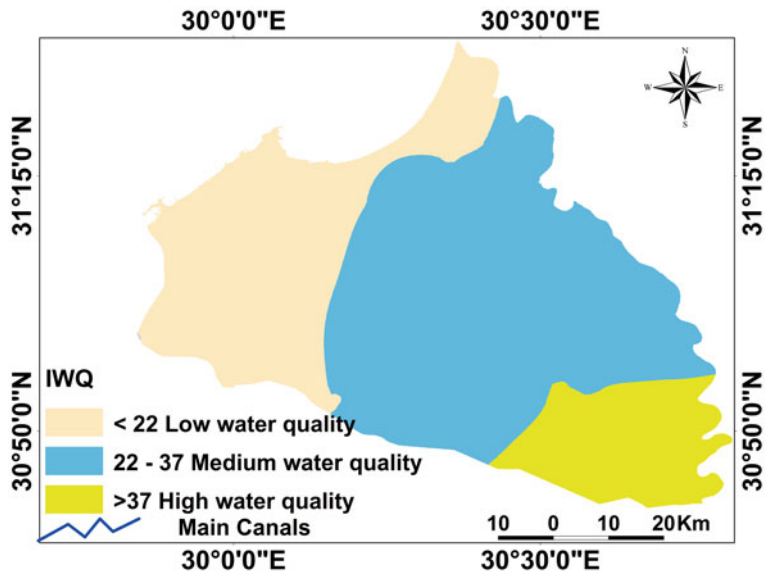 30°0'0"E 30°30'0"E
N
W E
S
31°15'0"N 31°15'0"N
30°50'0"N 30°50'0"N
IWQ
< 22 Low water quality
22 - 37 Medium water quality
>37 High water quality
Main Canals
10 0 10 20 Km
30°0'0"E 30°30'0"E